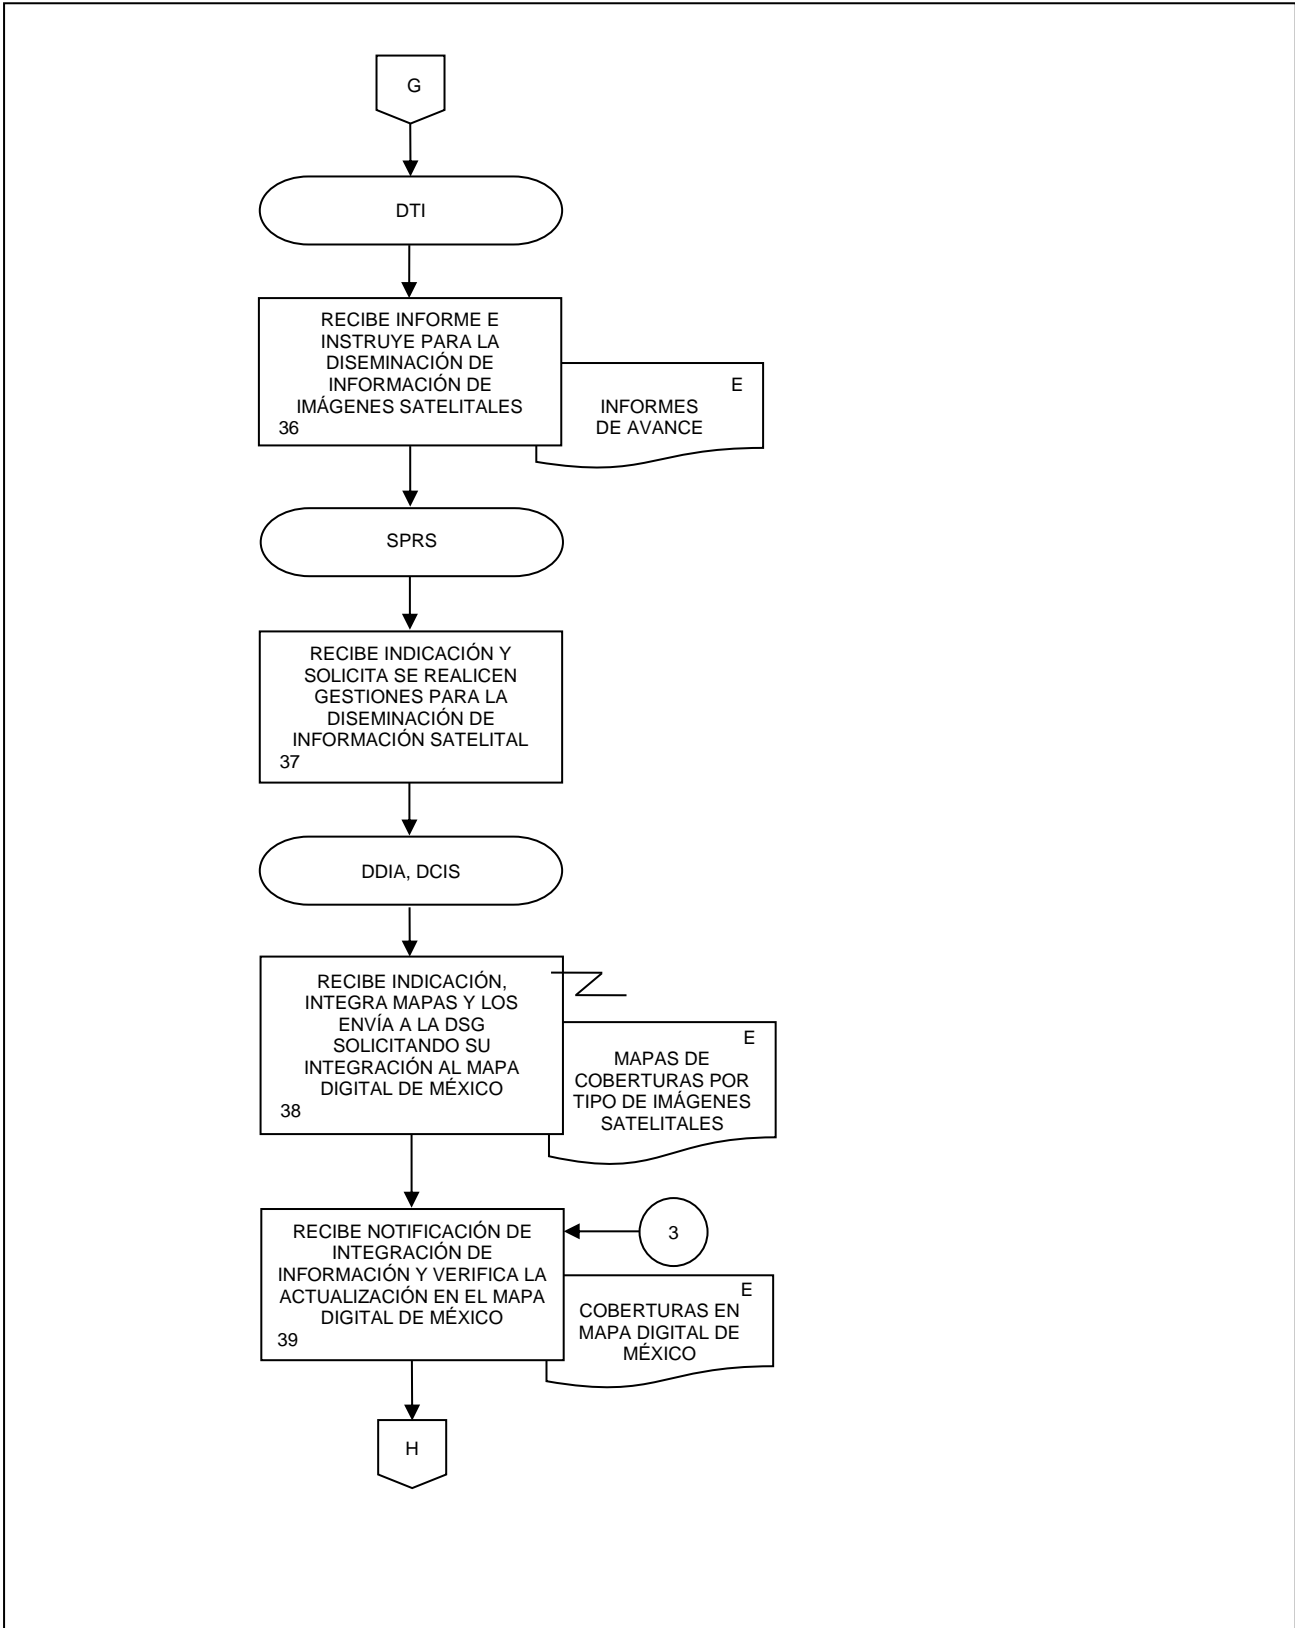 G
DTI
RECIBE INFORME E
INSTRUYE PARA LA
DISEMINACIÓN DE
INFORMACIÓN DE
IMÁGENES SATELITALES
36
E
INFORMES
DE AVANCE
SPRS
RECIBE INDICACIÓN Y
SOLICITA SE REALICEN
GESTIONES PARA LA
DISEMINACIÓN DE
INFORMACIÓN SATELITAL
37
DDIA, DCIS
RECIBE INDICACIÓN,
INTEGRA MAPAS Y LOS
ENVÍA A LA DSG
SOLICITANDO SU
INTEGRACIÓN AL MAPA
DIGITAL DE MÉXICO
38
E
MAPAS DE
COBERTURAS POR
TIPO DE IMÁGENES
SATELITALES
RECIBE NOTIFICACIÓN DE
INTEGRACIÓN DE
INFORMACIÓN Y VERIFICA LA
ACTUALIZACIÓN EN EL MAPA
DIGITAL DE MÉXICO
39
3
E
COBERTURAS EN
MAPA DIGITAL DE
MÉXICO
H